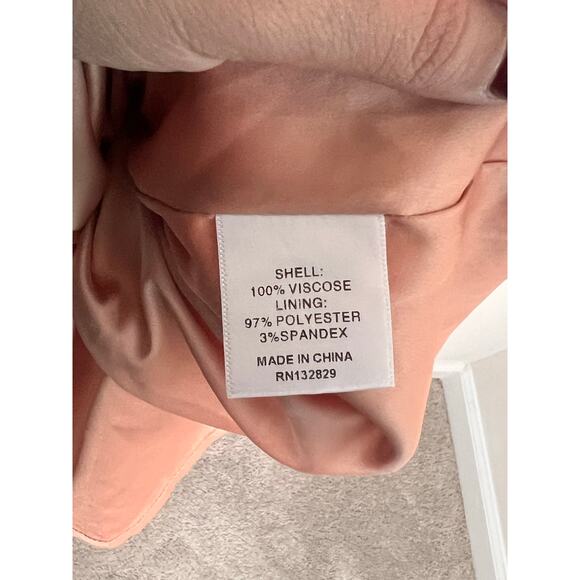 SHELL:
100% VISCOSE
LINING:
97% POLYESTER
3%SPANDEX
MADE IN CHINA
RN132829